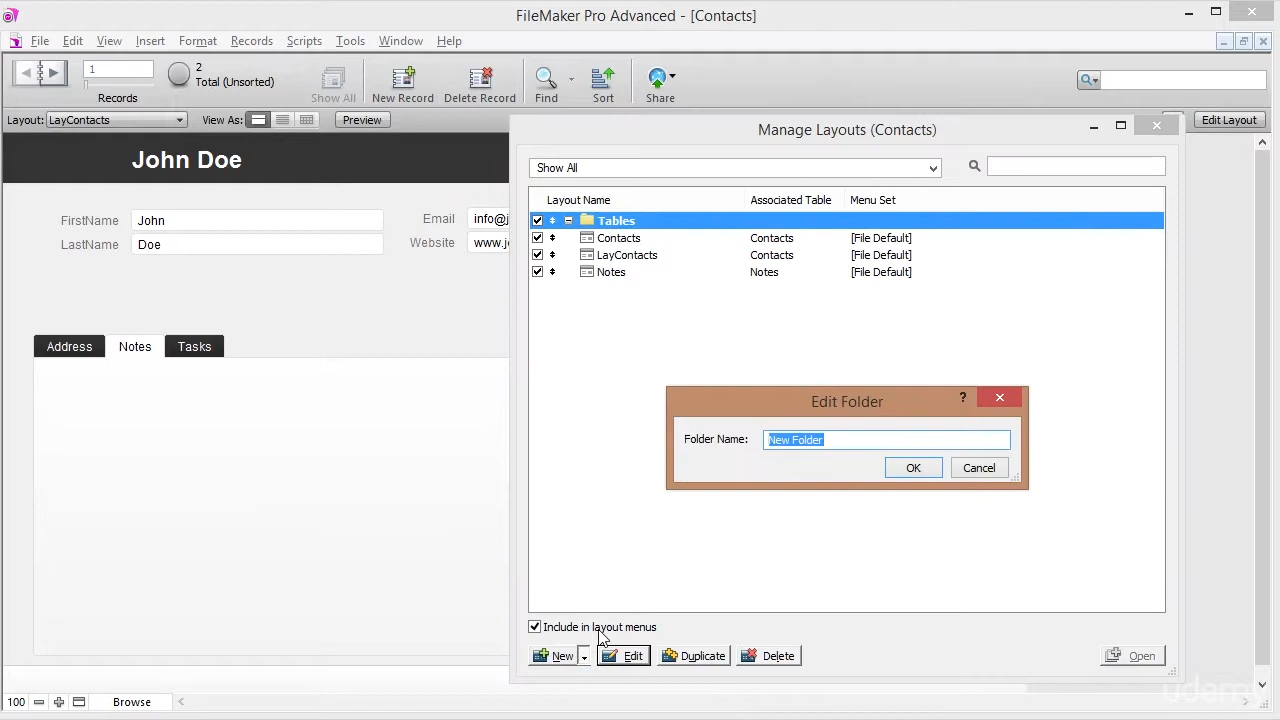 FileMaker Pro Advanced - [Contacts]
File Edit View Insert Format Records Scripts Tools Window Help
1
2
Total (Unsorted)
Records
Show All
New Record
Delete Record
Find
Sort
Share
Layout: LayContacts
View As:
Preview
Edit Layout
John Doe
FirstName John
LastName Doe
Email info@j
Website www.j
Address Notes Tasks
Manage Layouts (Contacts)
Show All
Layout Name Associated Table Menu Set
Tables
Contacts Contacts [File Default]
LayContacts Contacts [File Default]
Notes Notes [File Default]
Edit Folder ?
Folder Name: New Folder
OK Cancel
Include in layout menus
New Edit Duplicate Delete Open
100 Browse
udemy